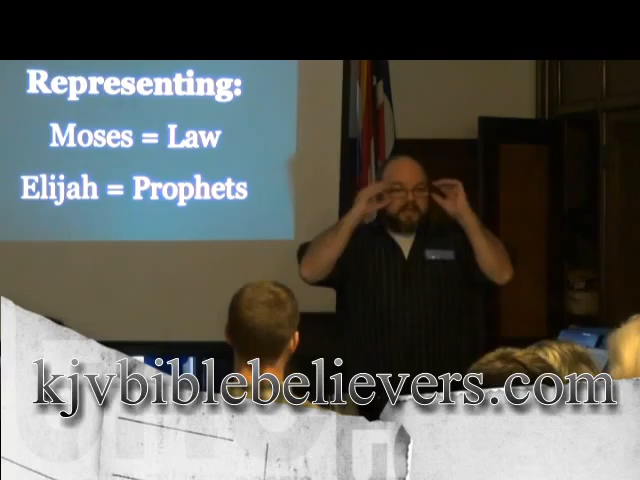 Representing:
Moses = Law
Elijah = Prophets
kjvbiblebelievers.com